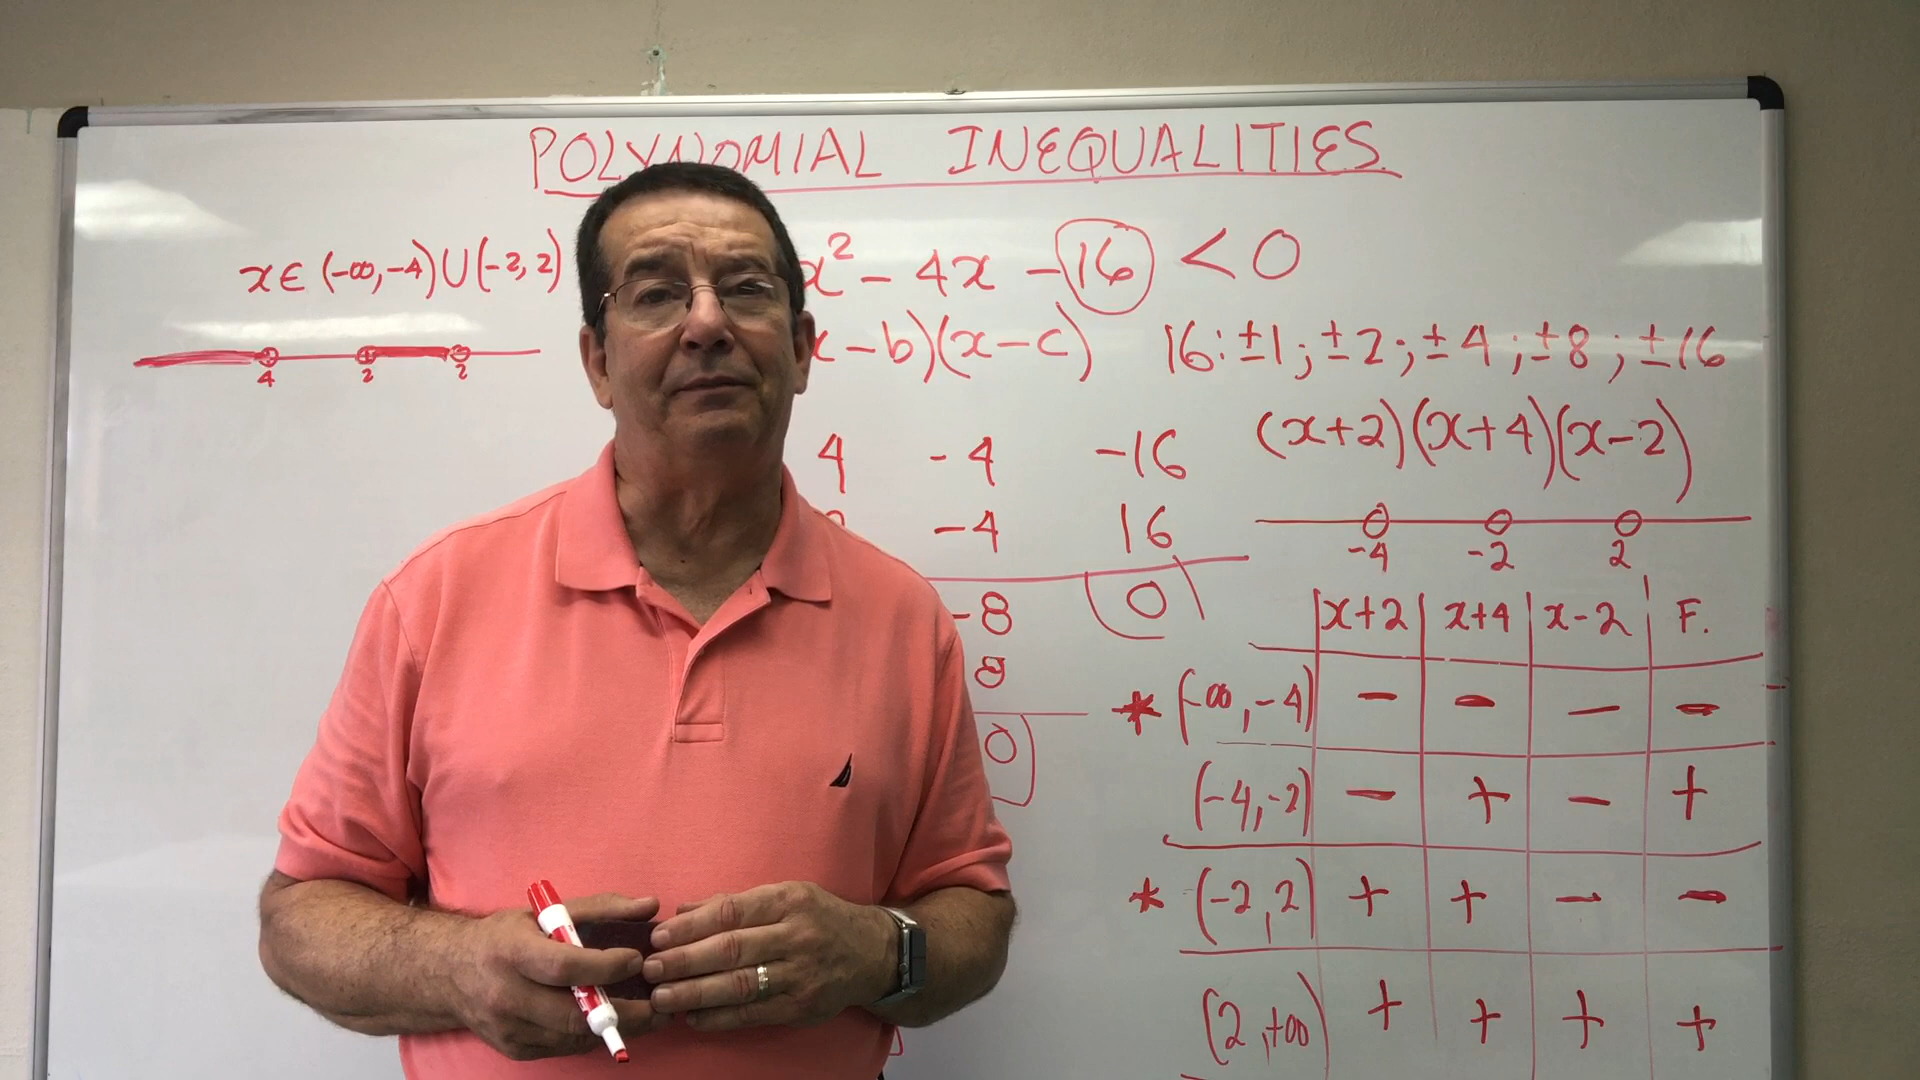 POLYNOMIAL INEQUALITIES
x∈(-∞,-4)∪(-2,2)
4 2 2
x² - 4x - 16 < 0
x-b)(x-c)
16: ±1; ±2; ±4; ±8; ±16
4 -4 -16
-4 16
-8 0
8
0
(x+2)(x+4)(x-2)
-4 -2 2
x+2 x+4 x-2 F.
* (-∞,-4) - - - -
(-4,-2) - + - +
* (-2,2) + + - -
(2,+∞) + + + +